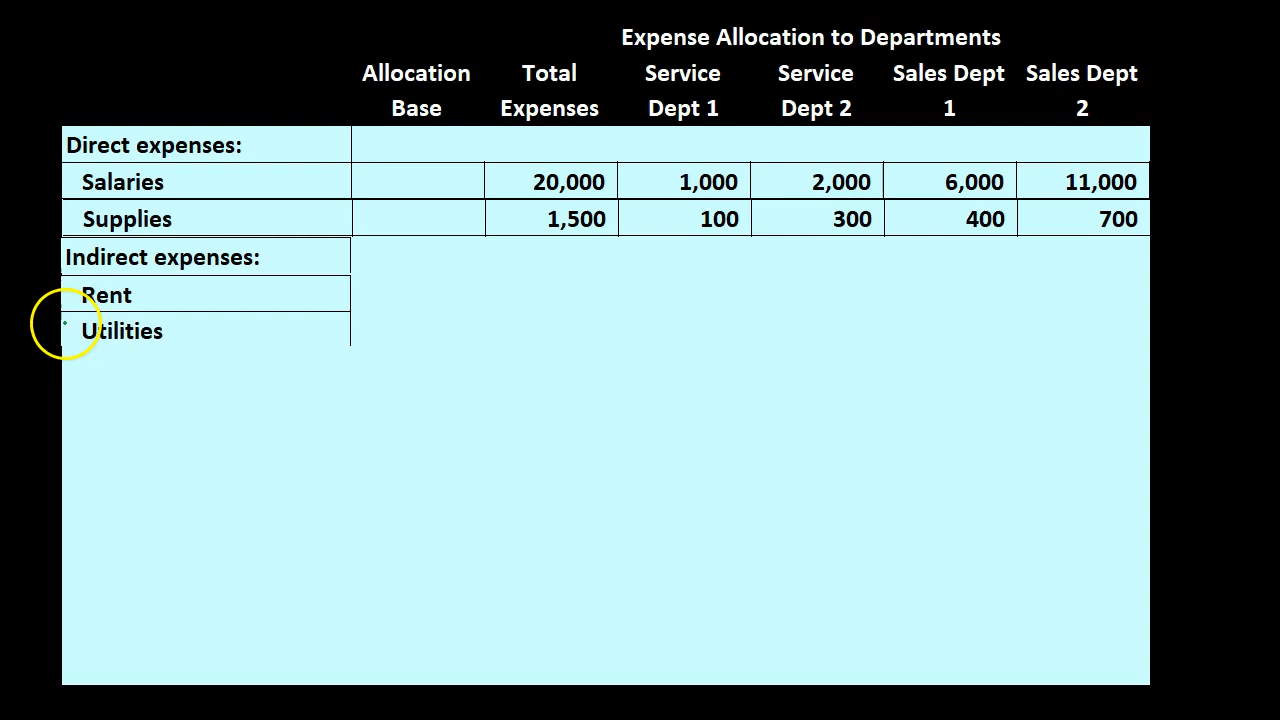 Expense Allocation to Departments
Allocation Total Service Service Sales Dept Sales Dept
Base Expenses Dept 1 Dept 2 1 2
Direct expenses:
Salaries 20,000 1,000 2,000 6,000 11,000
Supplies 1,500 100 300 400 700
Indirect expenses:
Rent
Utilities